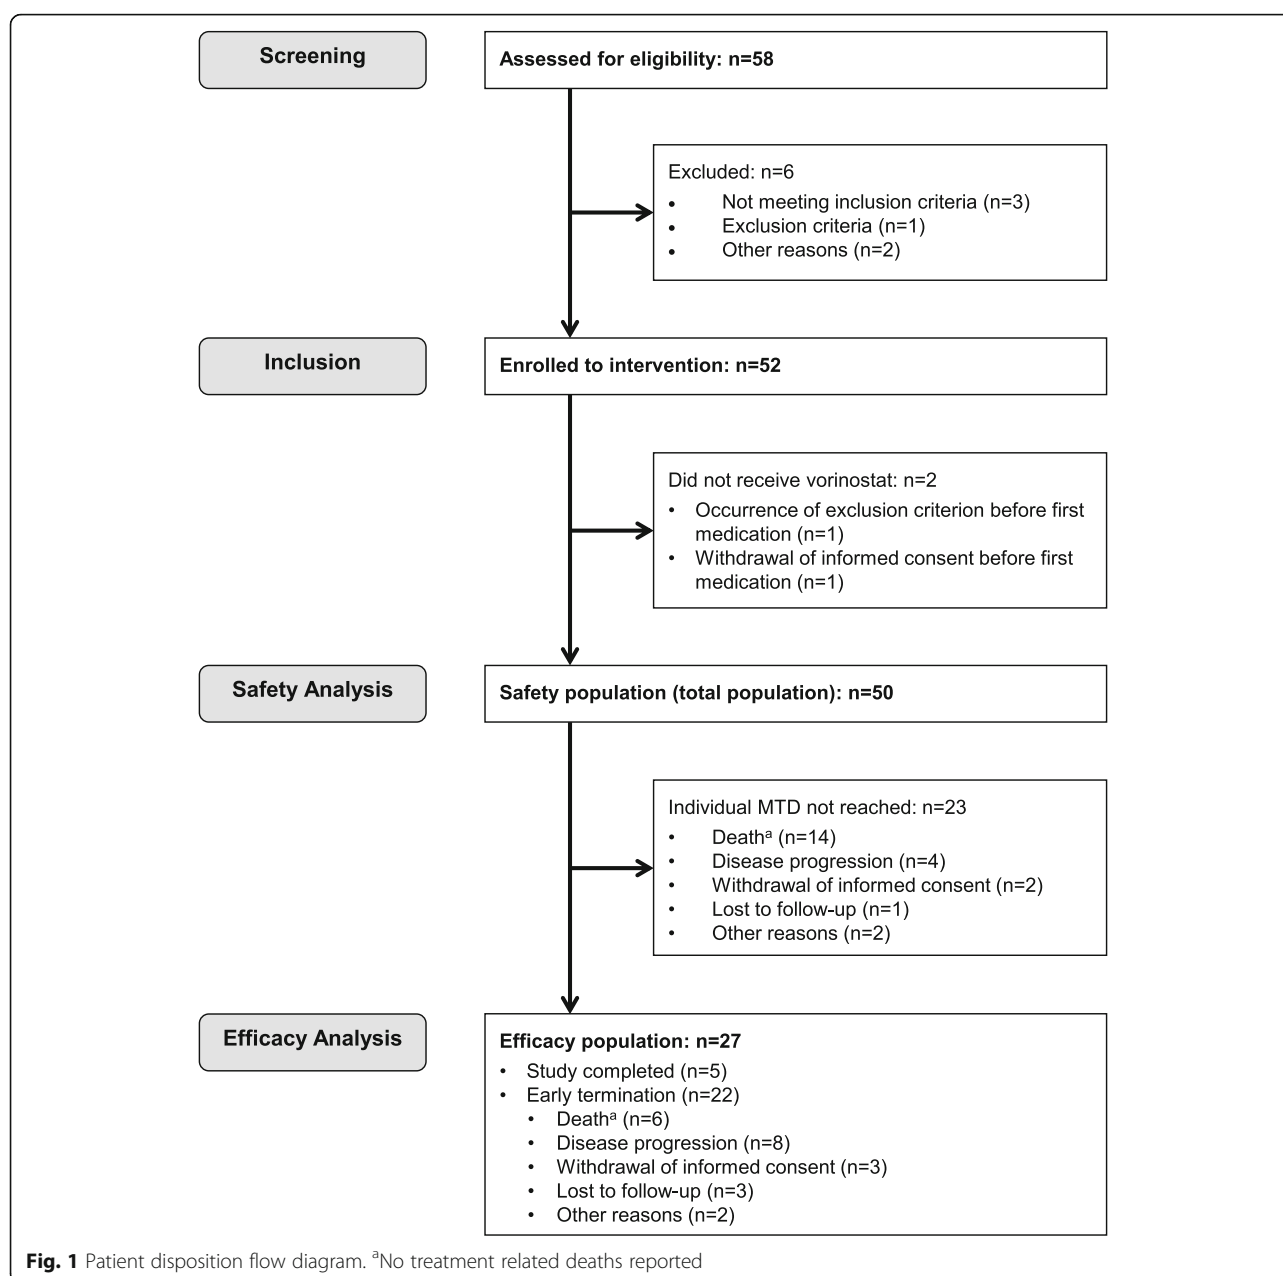 Screening
Assessed for eligibility: n=58
Excluded: n=6
• Not meeting inclusion criteria (n=3)
• Exclusion criteria (n=1)
• Other reasons (n=2)
Inclusion
Enrolled to intervention: n=52
Did not receive vorinostat: n=2
• Occurrence of exclusion criterion before first
medication (n=1)
• Withdrawal of informed consent before first
medication (n=1)
Safety Analysis
Safety population (total population): n=50
Individual MTD not reached: n=23
• Deathᵃ (n=14)
• Disease progression (n=4)
• Withdrawal of informed consent (n=2)
• Lost to follow-up (n=1)
• Other reasons (n=2)
Efficacy Analysis
Efficacy population: n=27
• Study completed (n=5)
• Early termination (n=22)
• Deathᵃ (n=6)
• Disease progression (n=8)
• Withdrawal of informed consent (n=3)
• Lost to follow-up (n=3)
• Other reasons (n=2)
Fig. 1 Patient disposition flow diagram. ᵃNo treatment related deaths reported